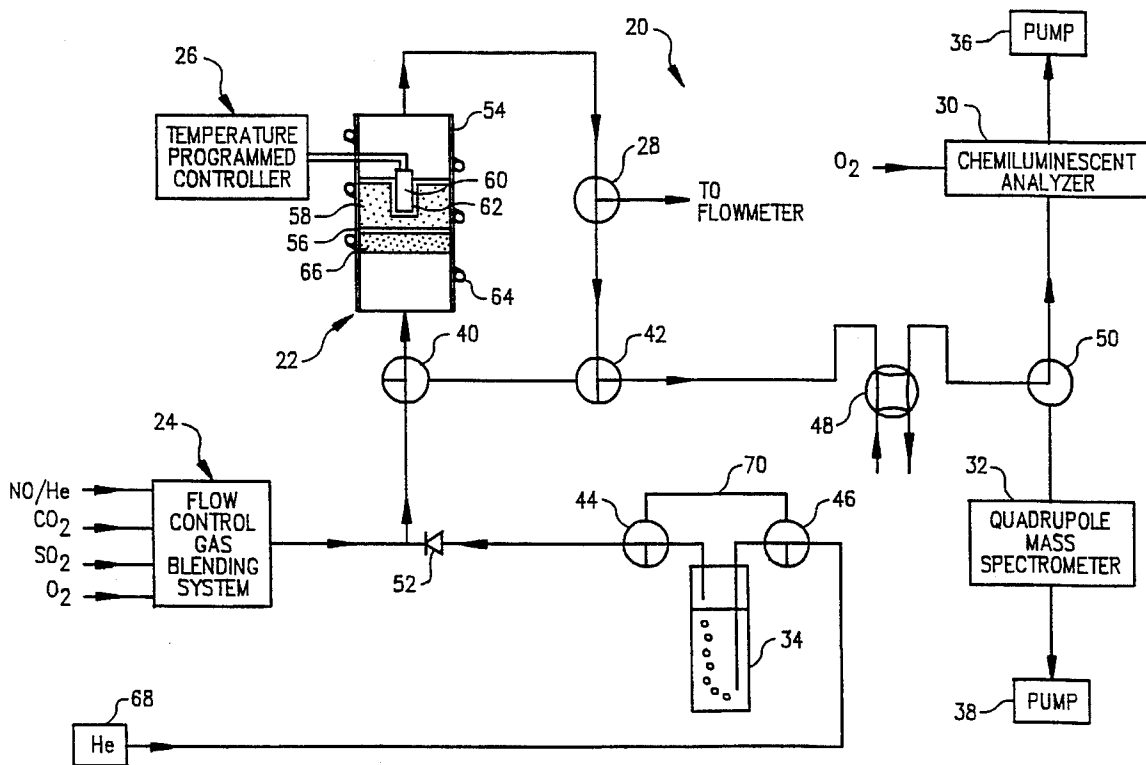 20
36
PUMP
26
54
30
TEMPERATURE
PROGRAMMED
CONTROLLER
28
O2
CHEMILUMINESCENT
ANALYZER
60
62
58
TO
FLOWMETER
56
66
64
22
40
42
50
48
24
32
NO/He
CO2
SO2
O2
FLOW
CONTROL
GAS
BLENDING
SYSTEM
70
44
46
QUADRUPOLE
MASS
SPECTROMETER
52
34
68
He
38
PUMP